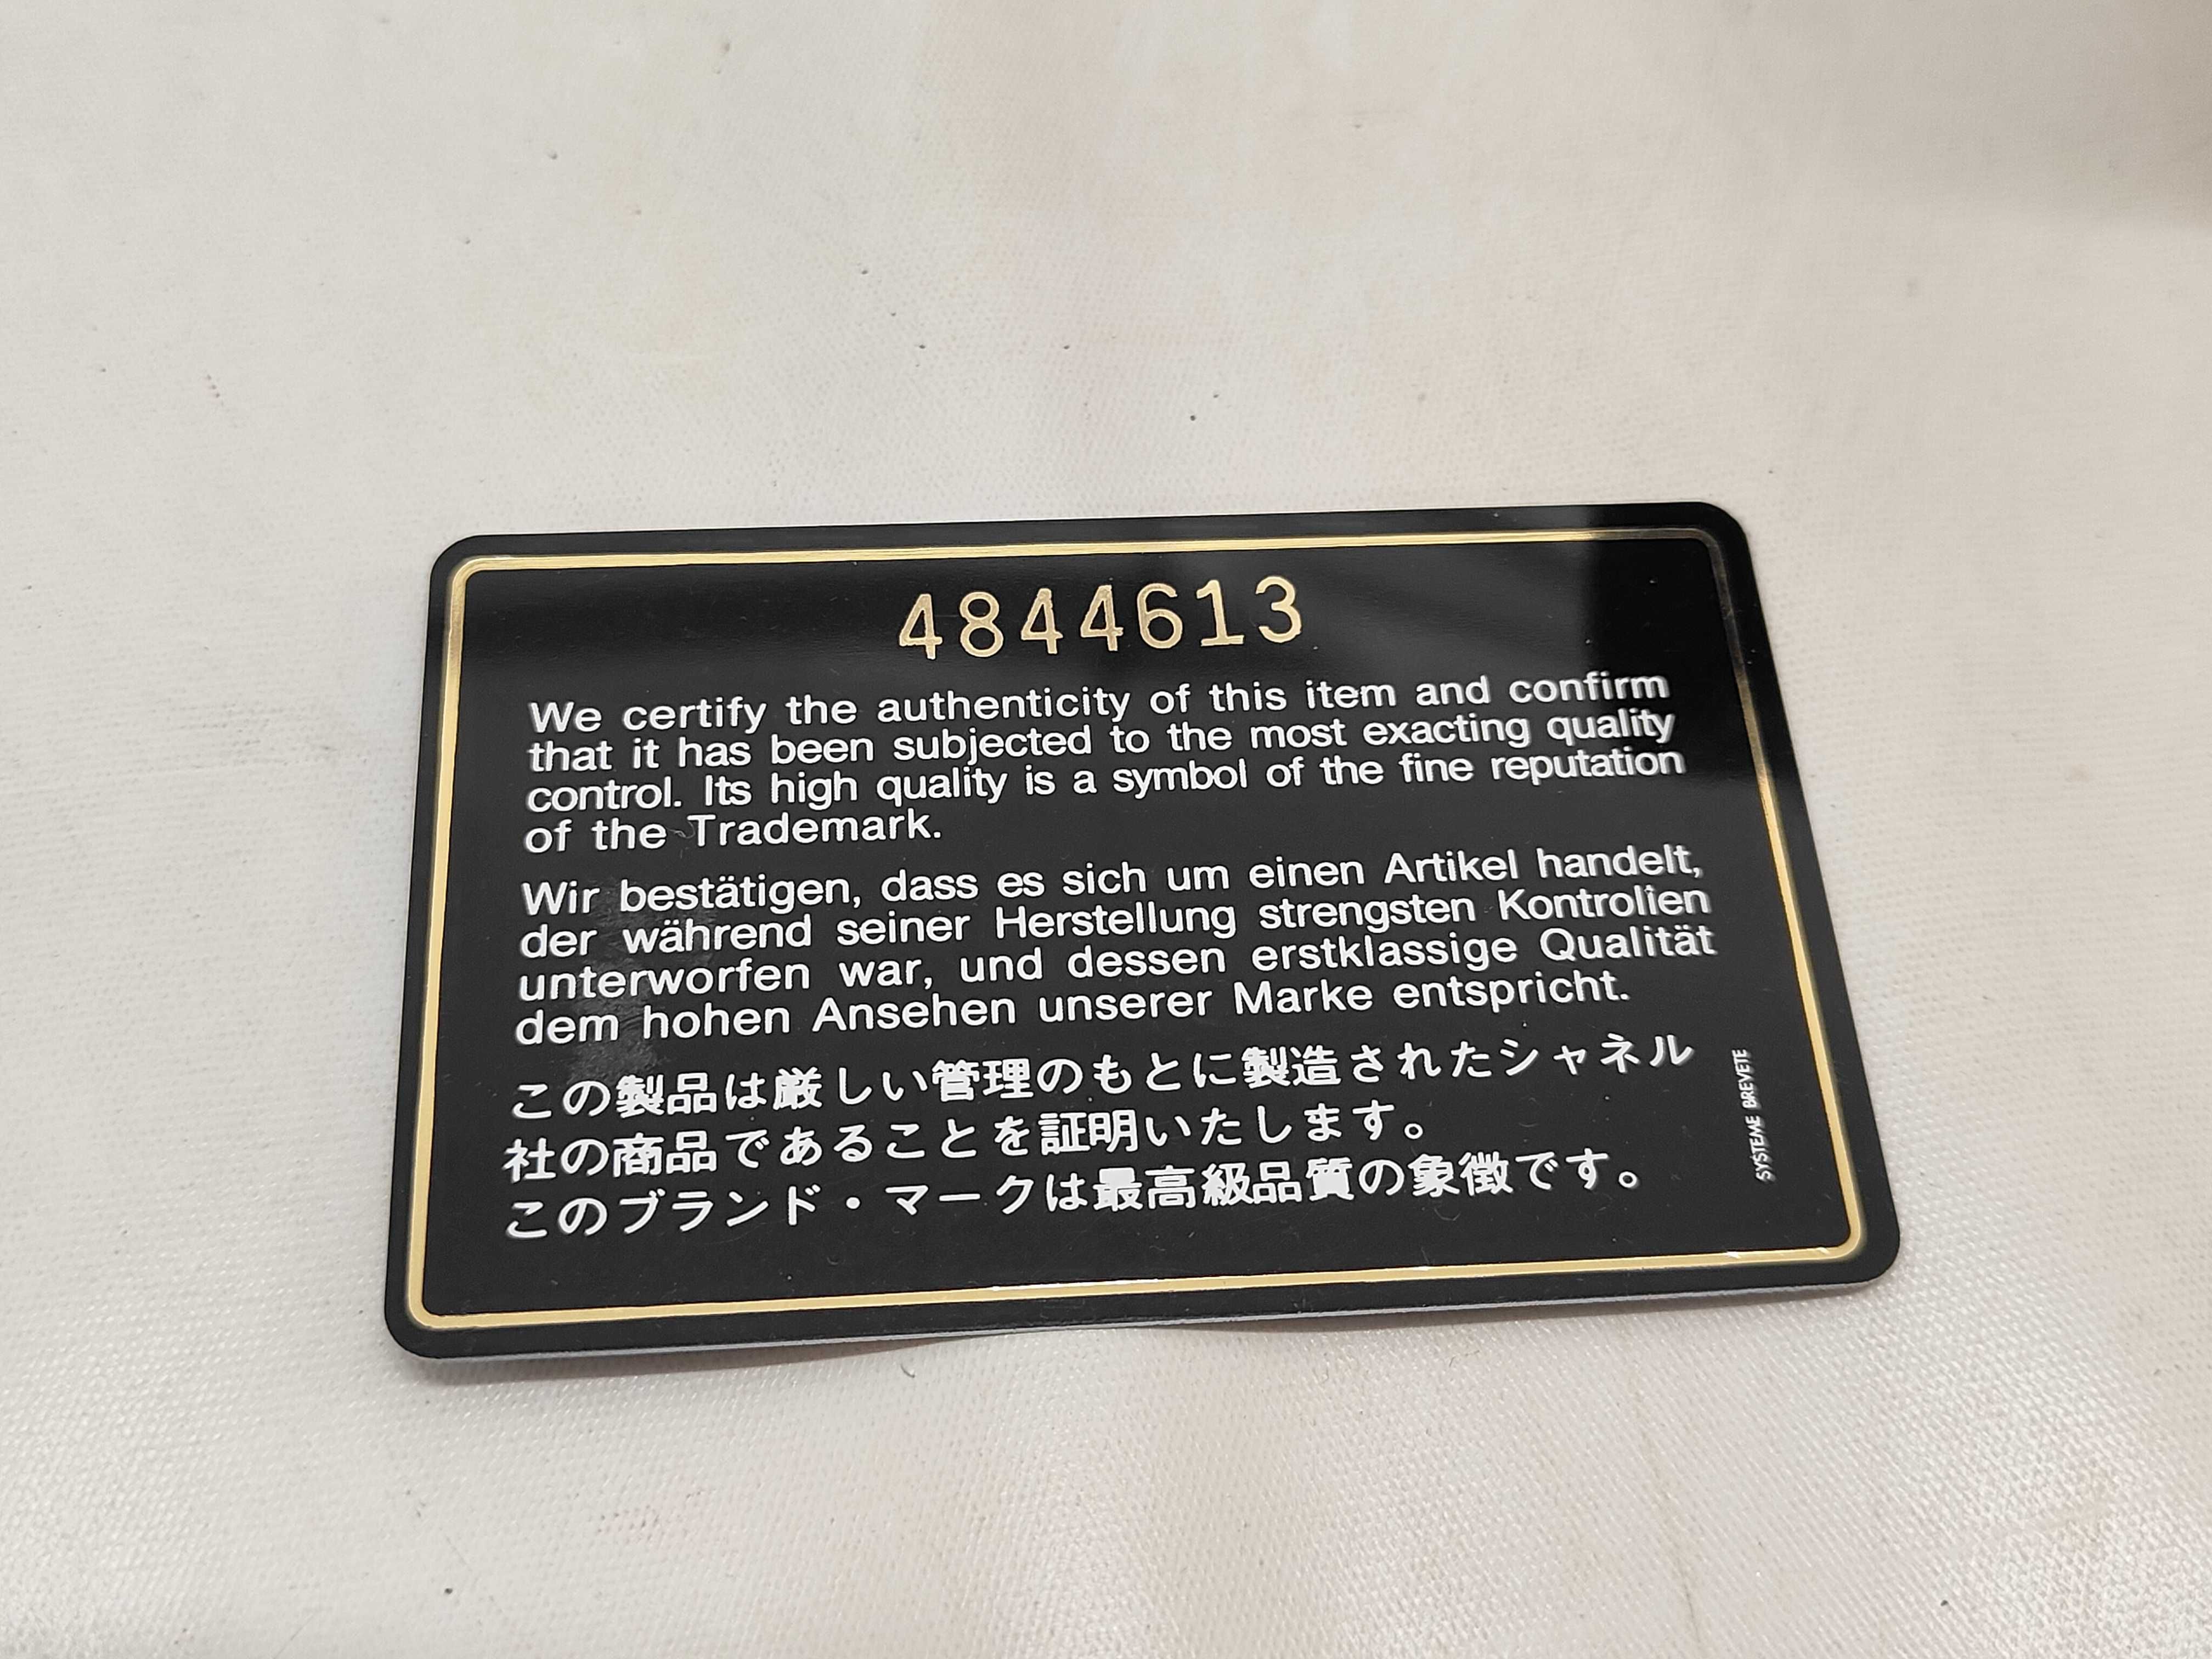 4844613
We certify the authenticity of this item and confirm
that it has been subjected to the most exacting quality
control. Its high quality is a symbol of the fine reputation
of the Trademark.
Wir bestätigen, dass es sich um einen Artikel handelt,
der während seiner Herstellung strengsten Kontrollen
unterworfen war, und dessen erstklassige Qualität
dem hohen Ansehen unserer Marke entspricht.
この製品は厳しい管理のもとに製造されたシャネル
社の商品であることを証明いたします。
このブランド・マークは最高級品質の象徴です。
SYSTEME BREVETE